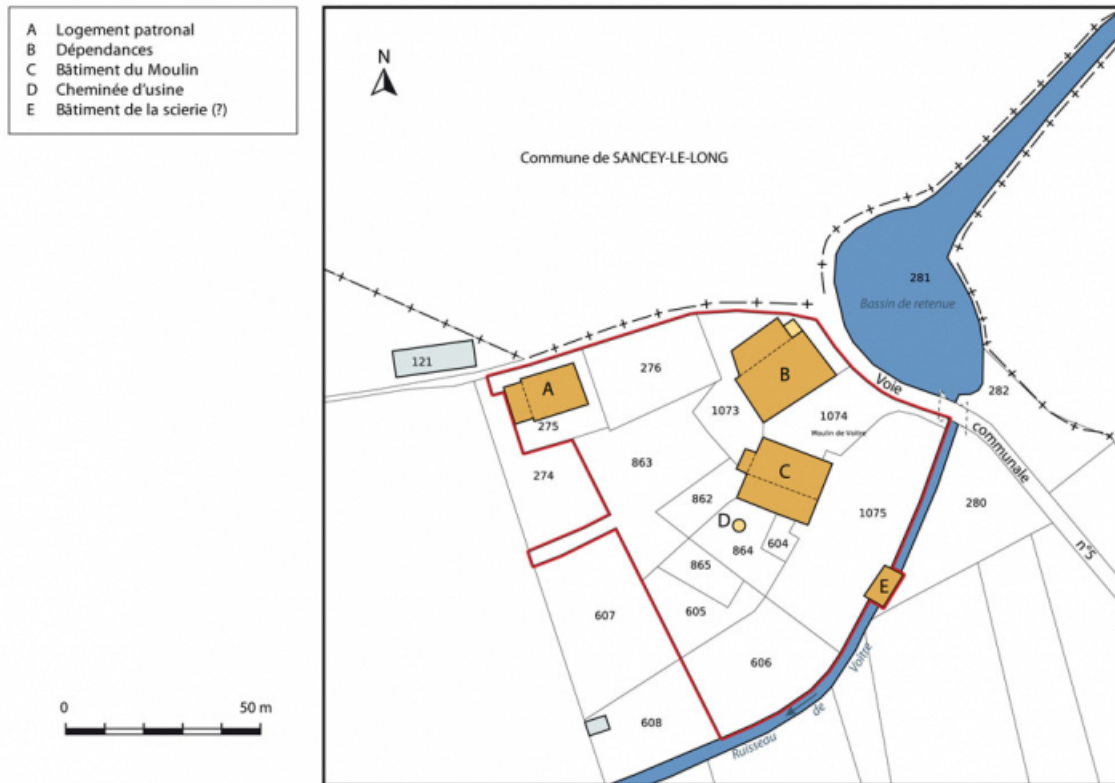 A Logement patronal
B Dépendances
C Bâtiment du Moulin
D Cheminée d'usine
E Bâtiment de la scierie (?)
N
Commune de SANCEY-LE-LONG
281
Bassin de retenue
121
A
275
276
B
Voie
282
1073
1074
Moulin de Voitre
communale
274
863
C
862
1075
280
D
864
604
n°5
865
E
607
605
606
Voitre
608
de
Ruisseau
0
50 m